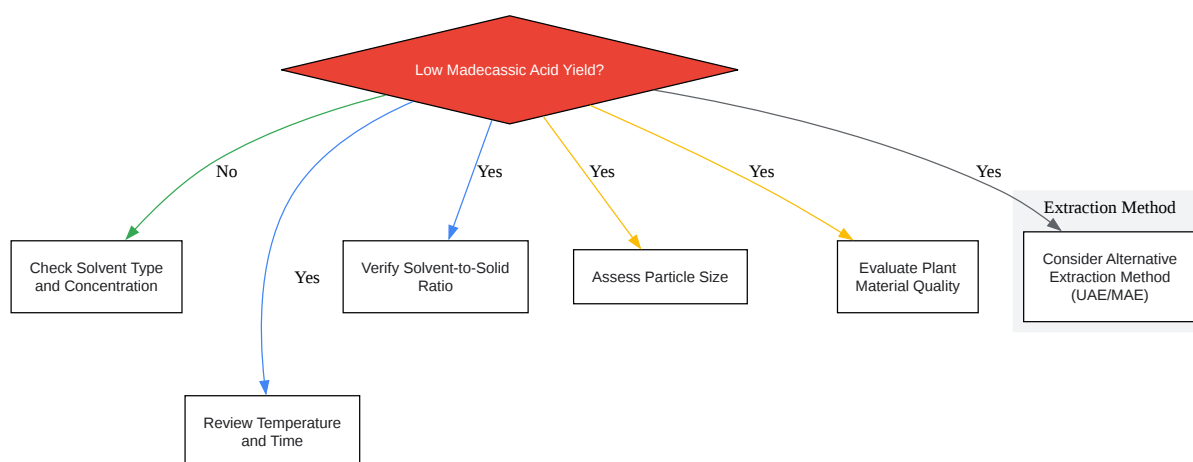 Low Madecassic Acid Yield?
No
Yes
Yes
Yes
Yes
Yes
Extraction Method
Check Solvent Type
and Concentration
Verify Solvent-to-Solid
Ratio
Assess Particle Size
Evaluate Plant
Material Quality
Consider Alternative
Extraction Method
(UAE/MAE)
Review Temperature
and Time